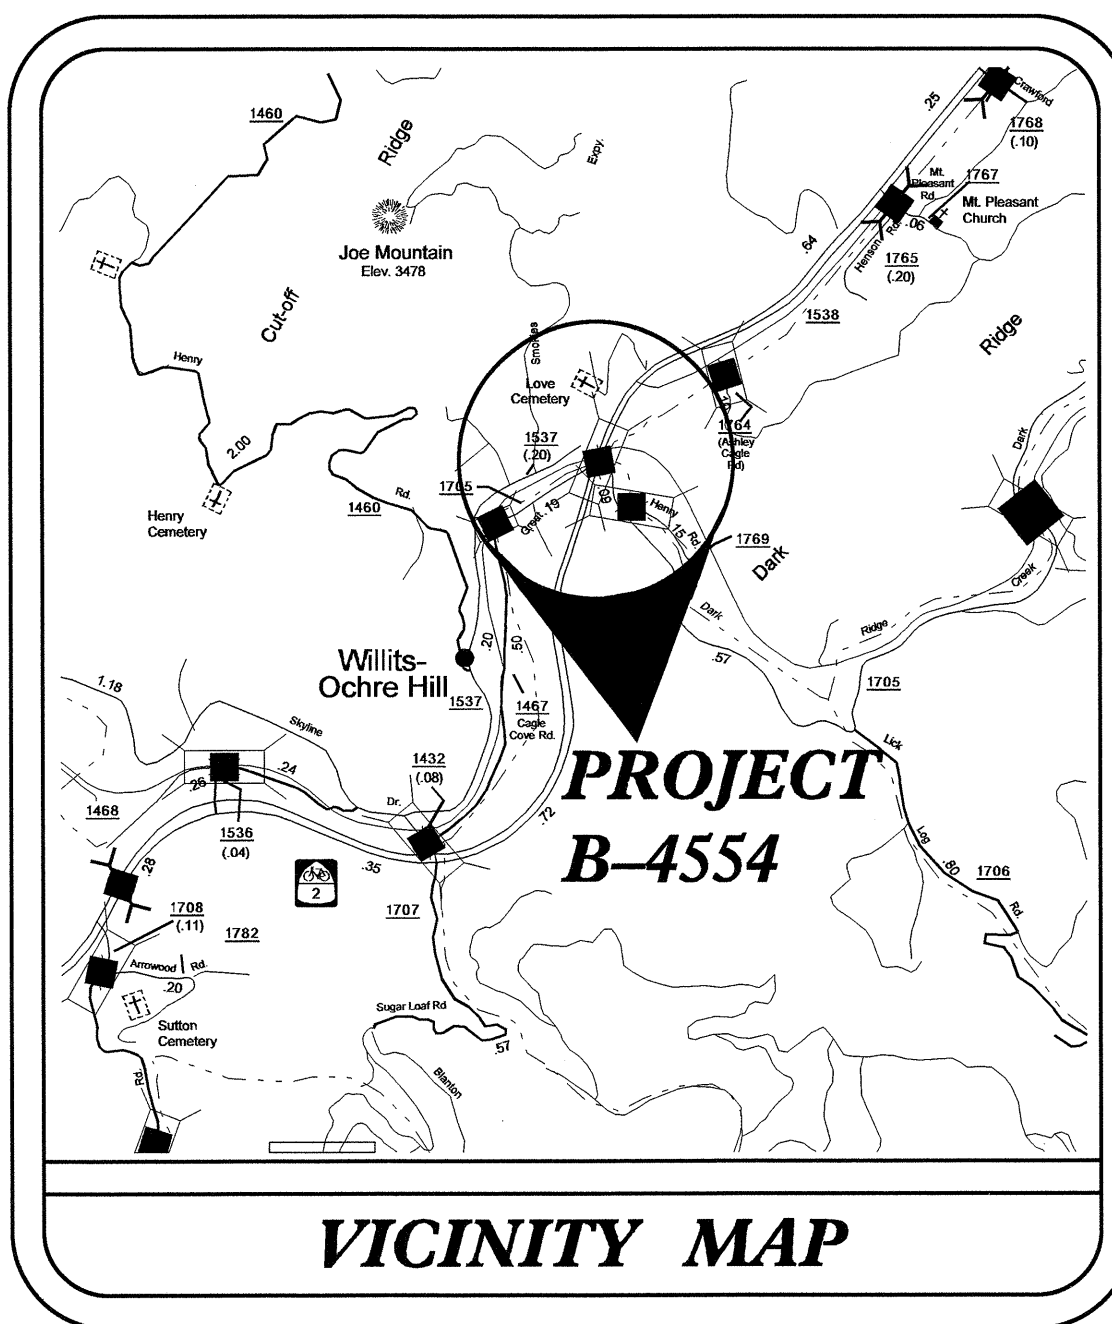 1460
Ridge
Expy.
.25
Crawford
1768
(.10)
Mt.
Pleasant
Rd.
1767
Mt. Pleasant
Church
.06
Henson Rd.
1765
(.20)
.64
1538
Joe Mountain
Elev. 3478
Cut-off
Ridge
Smokies
Henry
Love
Cemetery
1764
(Ashley
Cagle
Rd)
2.00
1537
(.20)
Dark
1705
Rd.
1460
Henry
Cemetery
Great
.19
.08
Henry
Rd.
.15
1769
Dark
Creek
Dark
Ridge
.57
.20
.50
Willits-
Ochre Hill
1537
1467
Cagle
Cove Rd.
1705
1.18
Skyline
Lick
1432
(.08)
PROJECT
B–4554
.26
.24
Dr.
1468
1536
(.04)
.72
.28
.35
2
Log
.80
1706
Rd.
1708
(.11)
1782
1707
Arrowood
Rd.
.20
Sutton
Cemetery
Sugar Loaf Rd
.57
Rd.
Blanton
VICINITY MAP